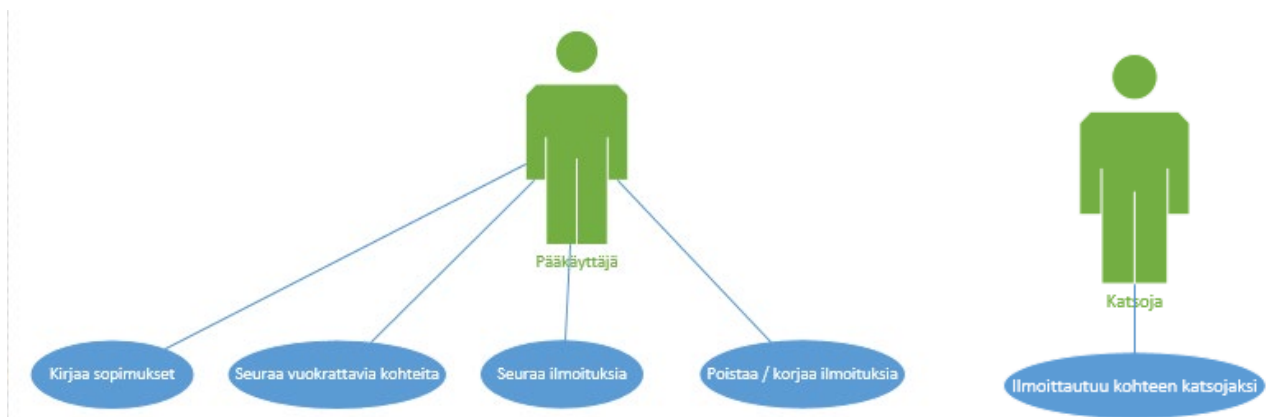 Pääkäyttäjä
Katsoja
Kirjaa sopimukset
Seuraa vuokrattavia kohteita
Seuraa ilmoituksia
Poistaa / korjaa ilmoituksia
Ilmoittautuu kohteen katsojaksi